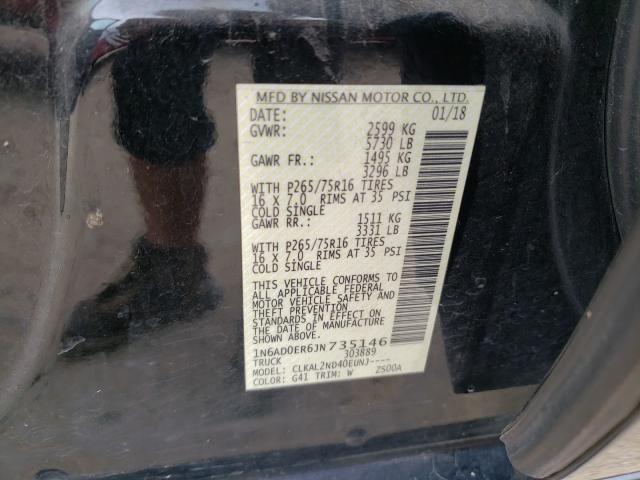 MFD BY NISSAN MOTOR CO., LTD.
DATE: 01/18
GVWR: 2599 KG
5730 LB
GAWR FR.: 1495 KG
3296 LB
WITH P265/75R16 TIRES
16 X 7.0 RIMS AT 35 PSI
COLD SINGLE
GAWR RR.: 1511 KG
3331 LB
WITH P265/75R16 TIRES
16 X 7.0 RIMS AT 35 PSI
COLD SINGLE
THIS VEHICLE CONFORMS TO
ALL APPLICABLE FEDERAL
MOTOR VEHICLE SAFETY AND
THEFT PREVENTION
STANDARDS IN EFFECT ON
THE DATE OF MANUFACTURE
SHOWN ABOVE.
1N6AD0ER6JN735146
TRUCK 303889
MODEL: CLKAL2ND40EUNJ----
COLOR: G41 TRIM: W ZS00A